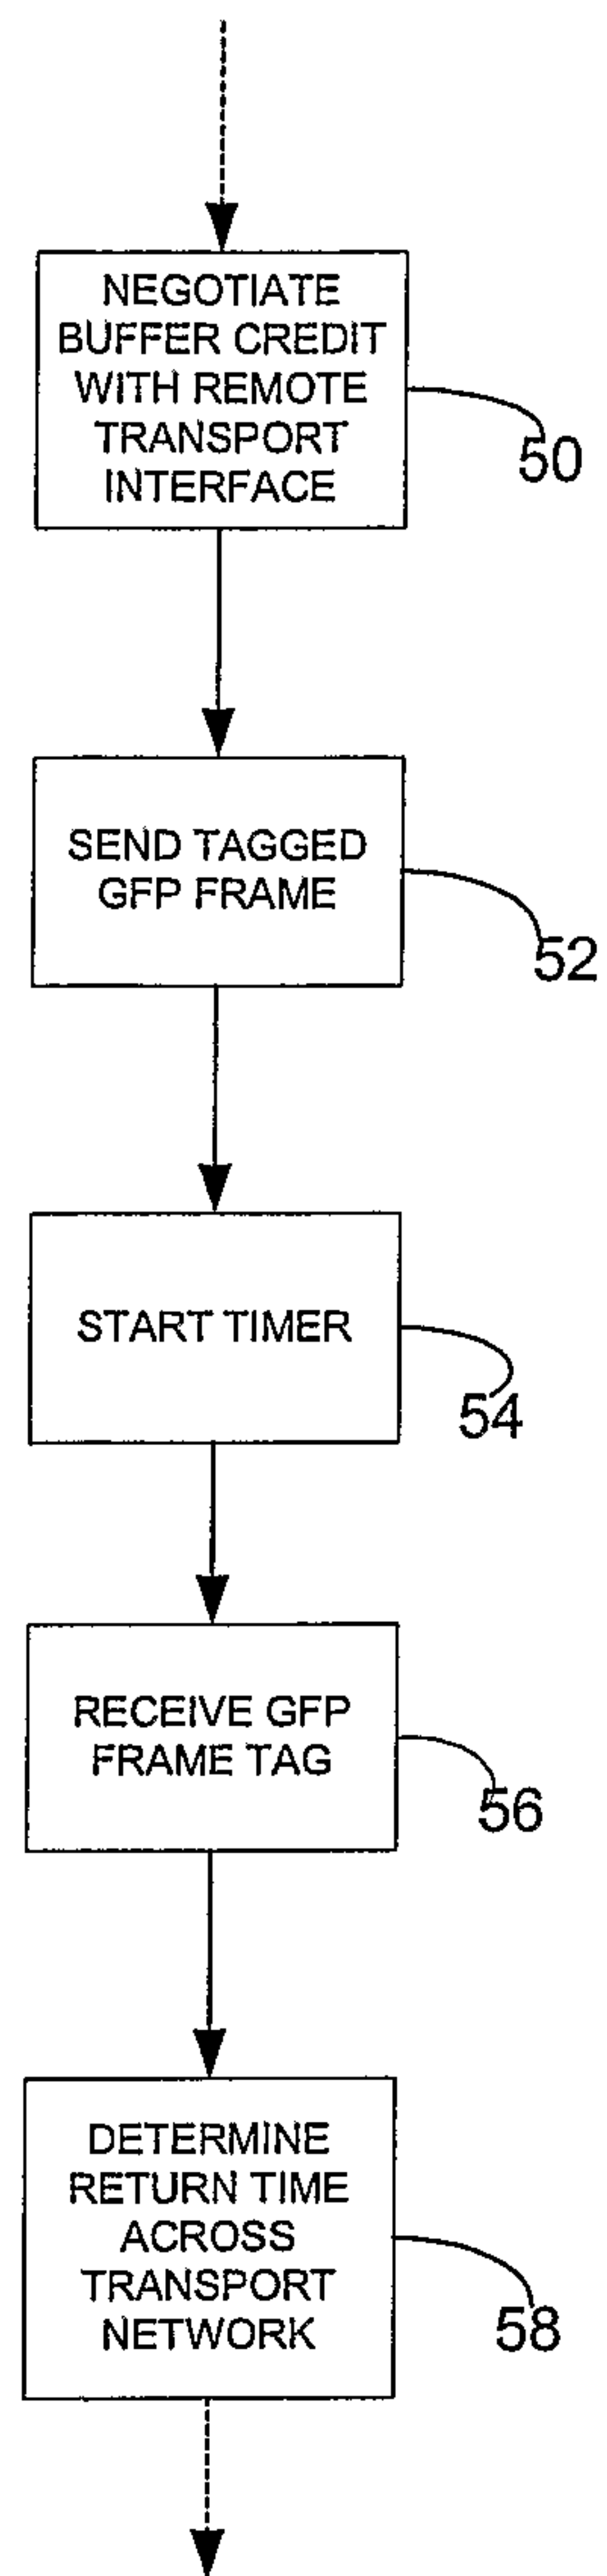 NEGOTIATE
BUFFER CREDIT
WITH REMOTE
TRANSPORT
INTERFACE
50
SEND TAGGED
GFP FRAME
52
START TIMER
54
RECEIVE GFP
FRAME TAG
56
DETERMINE
RETURN TIME
ACROSS
TRANSPORT
NETWORK
58